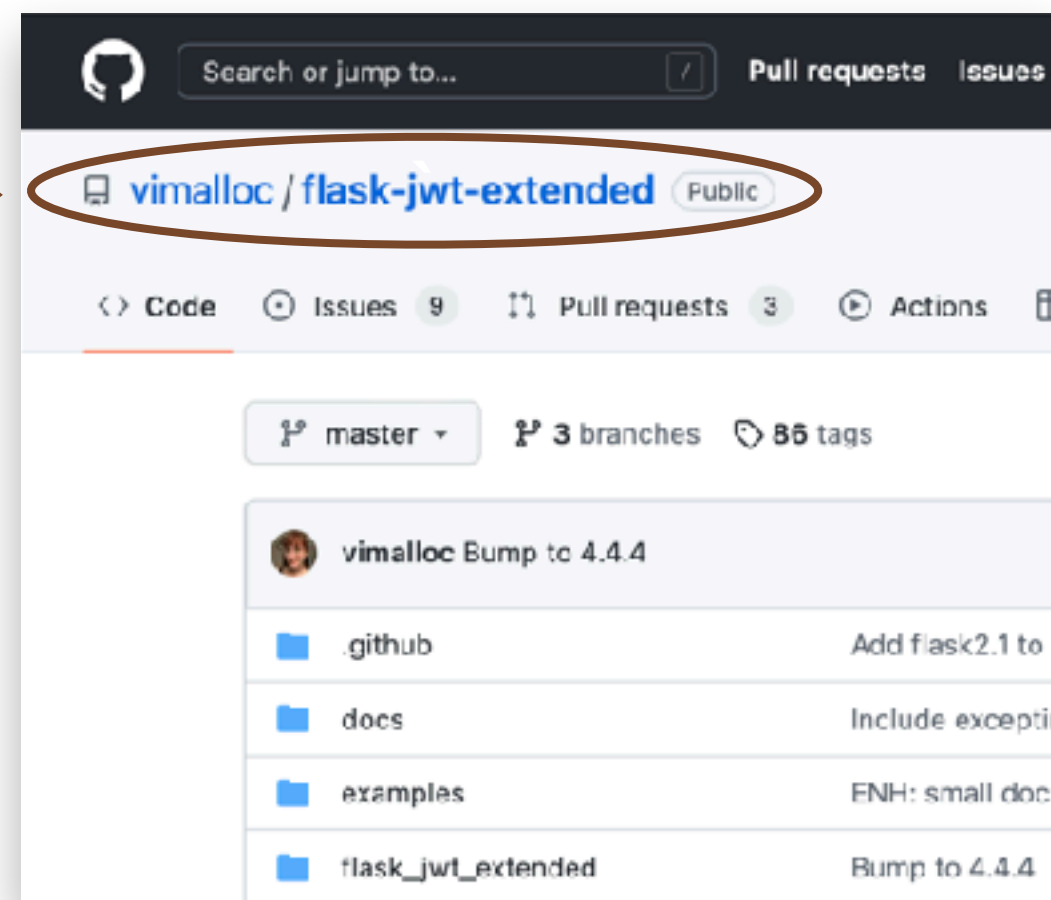 Search or jump to... / Pull requests Issues
vimalloc / flask-jwt-extended Public
<> Code Issues 9 Pull requests 3 Actions
master 3 branches 86 tags
vimalloc Bump to 4.4.4
.github Add flask2.1 to
docs Include excepti
examples ENH: small doc
flask_jwt_extended Bump to 4.4.4